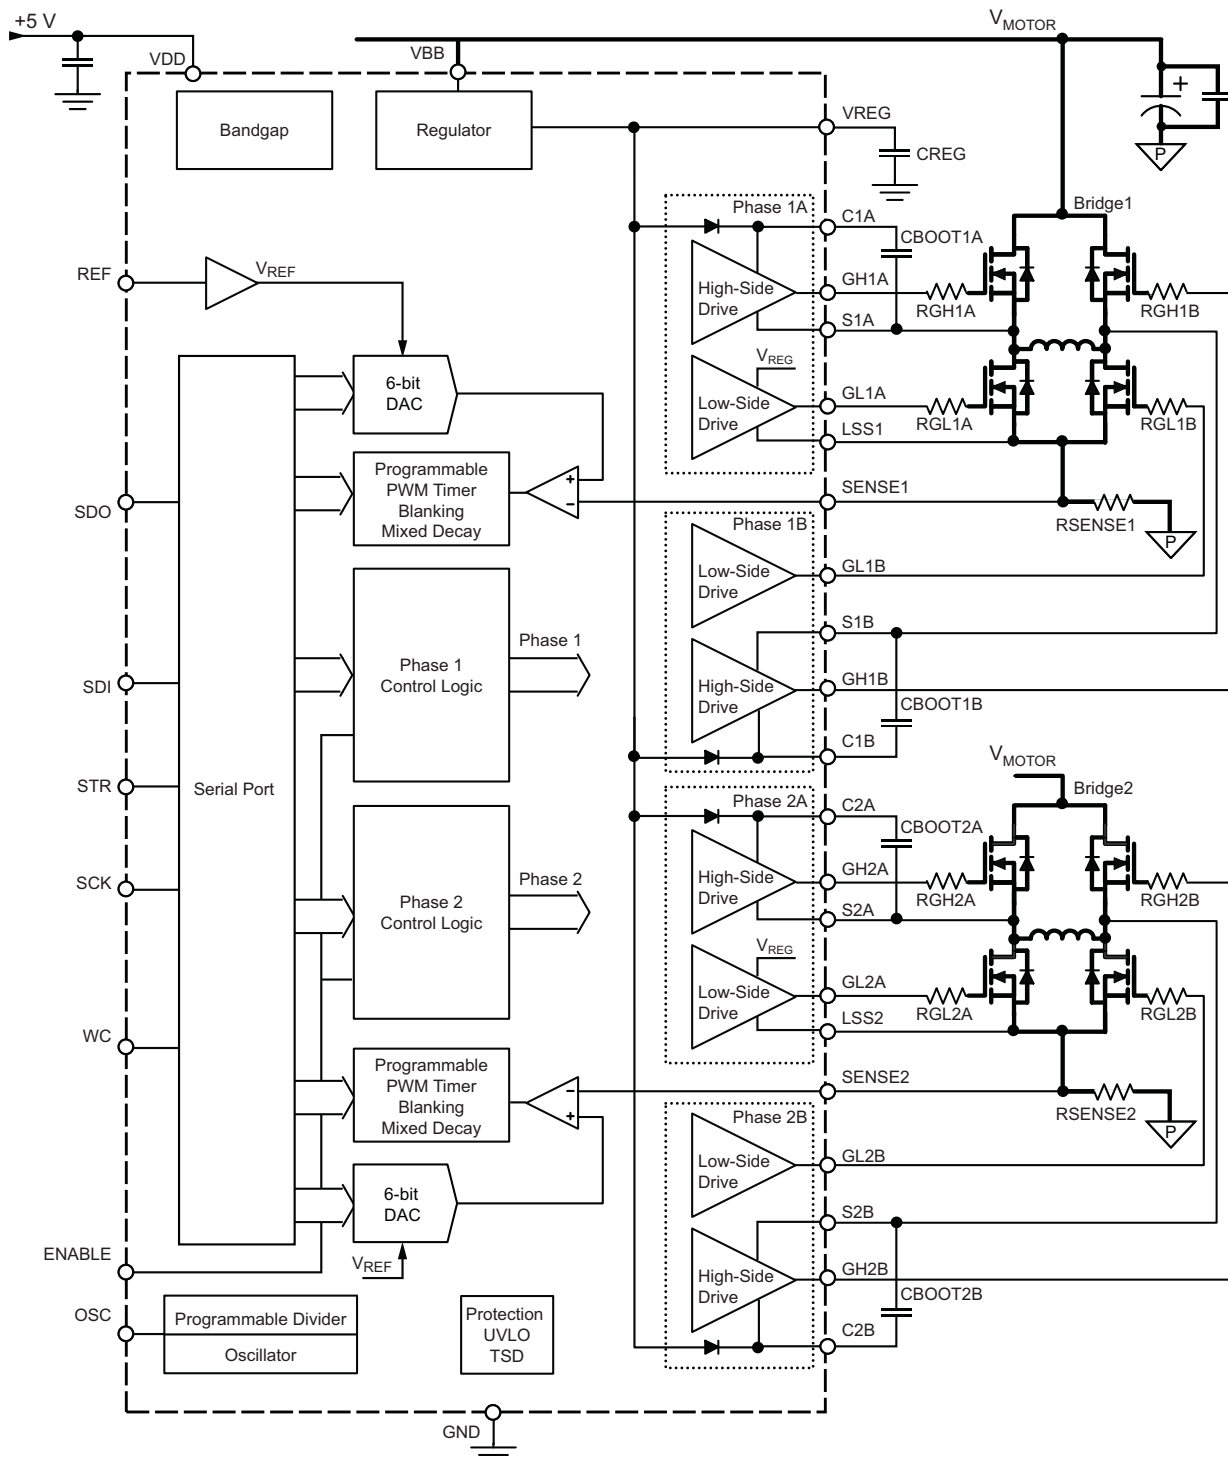 +5 V
VDD
VBB
VMOTOR
+
P
Bandgap
Regulator
VREG
CREG
Phase 1A
C1A
CBOOT1A
Bridge1
REF
VREF
High-Side
Drive
GH1A
RGH1A
RGH1B
S1A
6-bit
DAC
VREG
Low-Side
Drive
GL1A
RGL1A
RGL1B
LSS1
Programmable
PWM Timer
Blanking
Mixed Decay
+
−
SENSE1
RSENSE1
P
SDO
Phase 1B
Low-Side
Drive
GL1B
S1B
Phase 1
Control Logic
Phase 1
SDI
High-Side
Drive
GH1B
CBOOT1B
C1B
STR
Serial Port
VMOTOR
Bridge2
Phase 2A
C2A
CBOOT2A
SCK
Phase 2
Control Logic
Phase 2
High-Side
Drive
GH2A
RGH2A
RGH2B
S2A
VREG
Low-Side
Drive
GL2A
RGL2A
RGL2B
LSS2
WC
Programmable
PWM Timer
Blanking
Mixed Decay
−
+
SENSE2
RSENSE2
P
Phase 2B
Low-Side
Drive
GL2B
6-bit
DAC
S2B
ENABLE
VREF
High-Side
Drive
GH2B
CBOOT2B
C2B
OSC
Programmable Divider
Oscillator
Protection
UVLO
TSD
GND